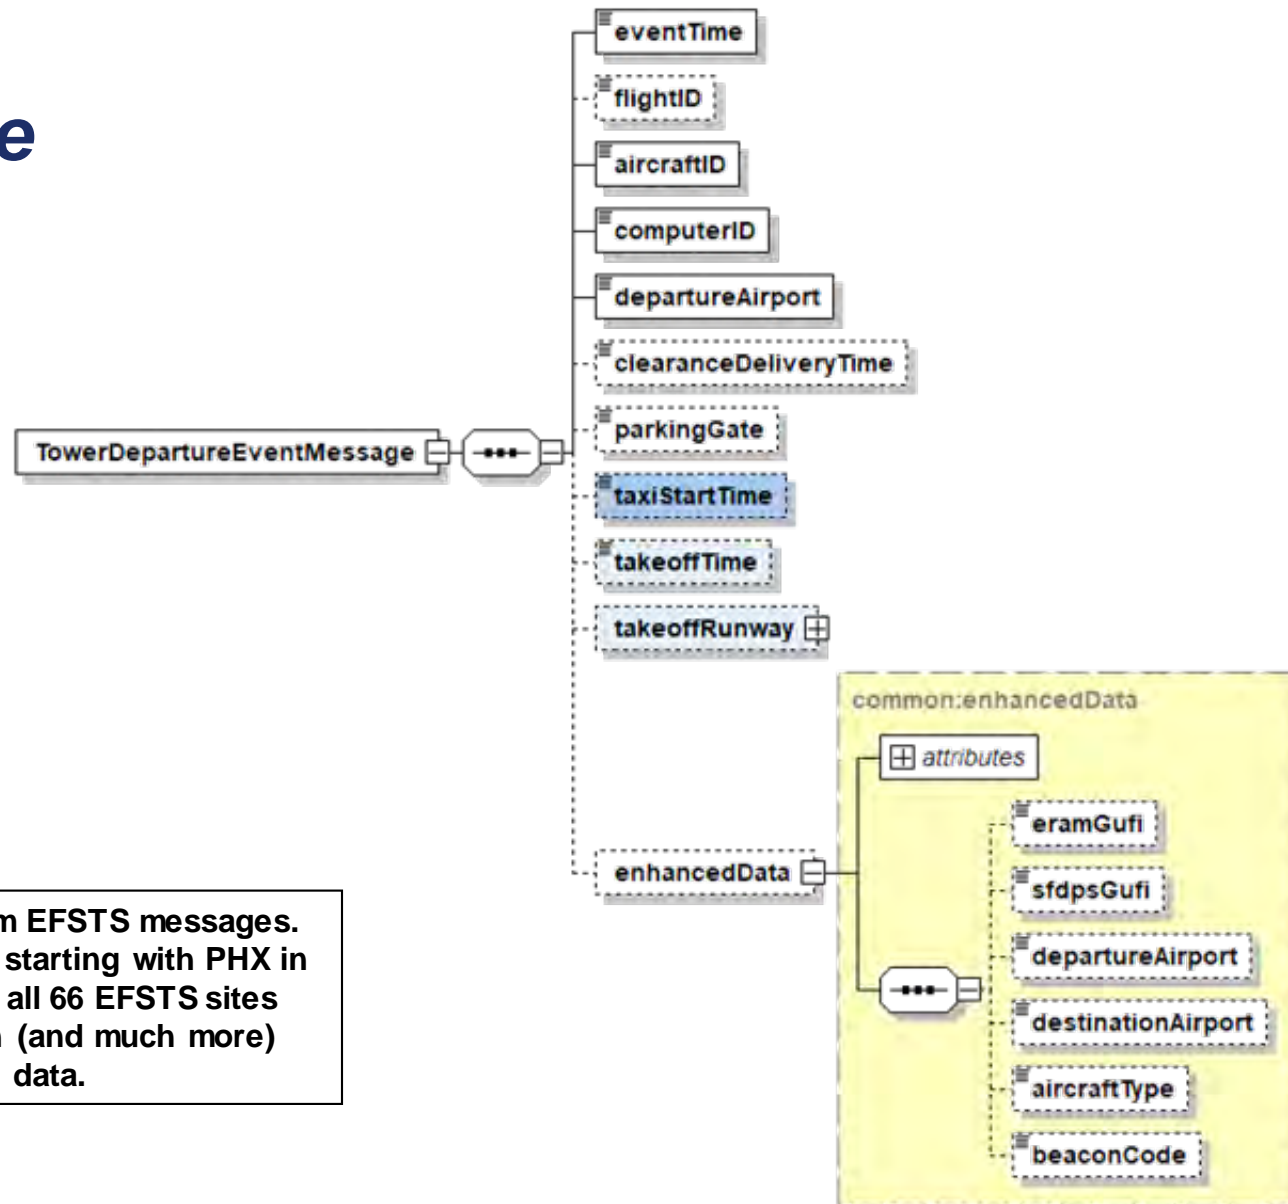 e
eventTime
flightID
aircraftID
computerID
departureAirport
clearanceDeliveryTime
parkingGate
TowerDepartureEventMessage
taxiStartTime
takeoffTime
takeoffRunway
common:enhancedData
attributes
eramGufi
enhancedData
sfdpsGufi
departureAirport
destinationAirport
aircraftType
beaconCode
m EFSTS messages.
starting with PHX in
all 66 EFSTS sites
(and much more)
data.